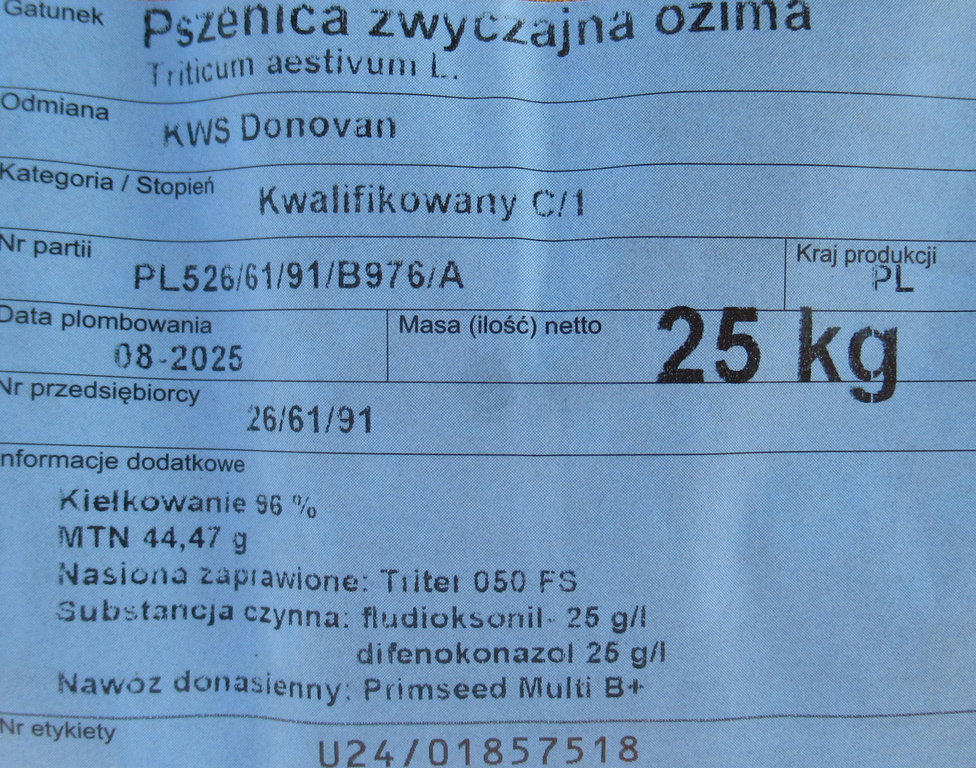 Gatunek
Pszenica zwyczajna ozima
Triticum aestivum L.
Odmiana
KWS Donovan
Kategoria / Stopień
Kwalifikowany C/1
Nr partii
PL526/61/91/B976/A
Kraj produkcji
PL
Data plombowania
08-2025
Masa (ilość) netto
25 kg
Nr przedsiębiorcy
26/61/91
nformacje dodatkowe
Kiełkowanie 96 %
MTN 44,47 g
Nasiona zaprawione: Triter 050 FS
Substancja czynna: fludioksonil- 25 g/l
difenokonazol 25 g/l
Nawóz donasienny: Primseed Multi B+
Nr etykiety
U24/01857518